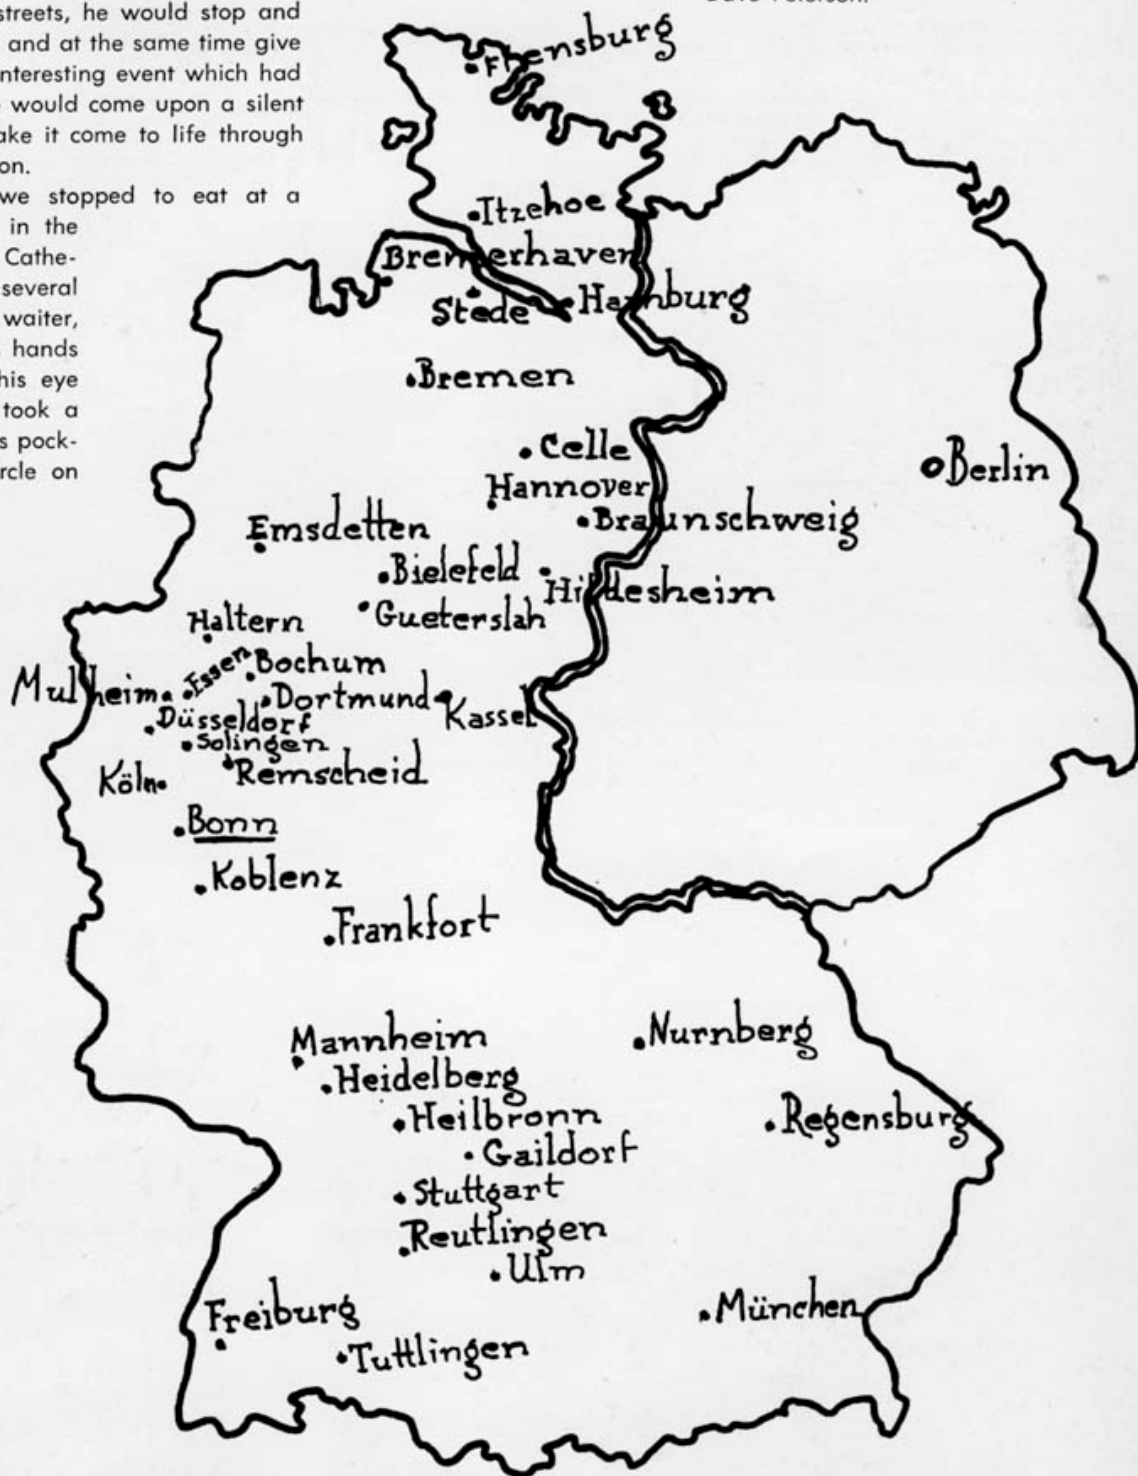 streets, he would stop and
and at the same time give
nteresting event which had
would come upon a silent
ake it come to life through
on.
we stopped to eat at a
in the
Cathe-
several
waiter,
hands
his eye
took a
s pock-
rcle on
Flensburg
Itzehoe
Bremerhaven
Stede
Hamburg
Bremen
Celle
Hannover
Braunschweig
Berlin
Emsdetten
Bielefeld
Hildesheim
Gueterslah
Haltern
Essen
Bochum
Mulheim
Dortmund
Kassel
Düsseldorf
Solingen
Köln
Remscheid
Bonn
Koblenz
Frankfort
Mannheim
Nurnberg
Heidelberg
Heilbronn
Regensburg
Gaildorf
Stuttgart
Reutlingen
Ulm
Freiburg
München
Tuttlingen